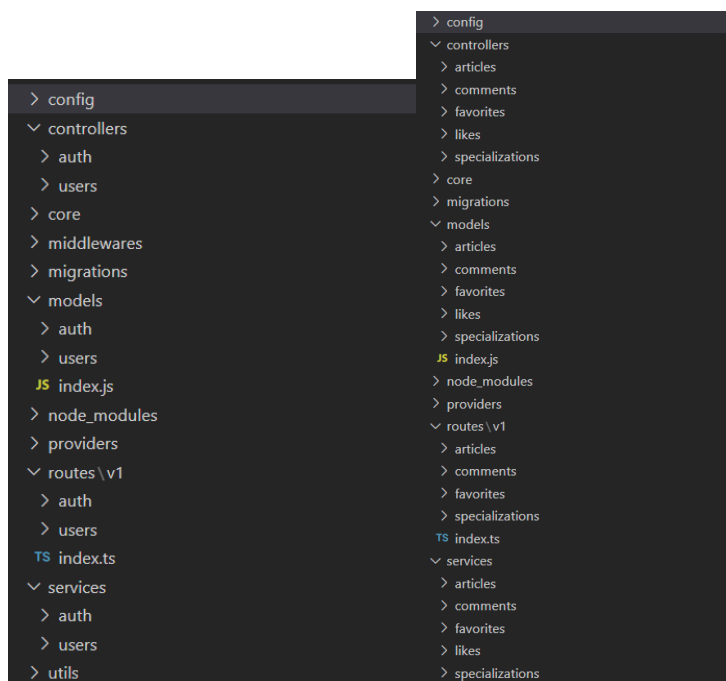 config
controllers
auth
users
core
middlewares
migrations
models
auth
users
JS index.js
node_modules
providers
routes\v1
auth
users
TS index.ts
services
auth
users
utils
config
controllers
articles
comments
favorites
likes
specializations
core
migrations
models
articles
comments
favorites
likes
specializations
JS index.js
node_modules
providers
routes\v1
articles
comments
favorites
specializations
TS index.ts
services
articles
comments
favorites
likes
specializations